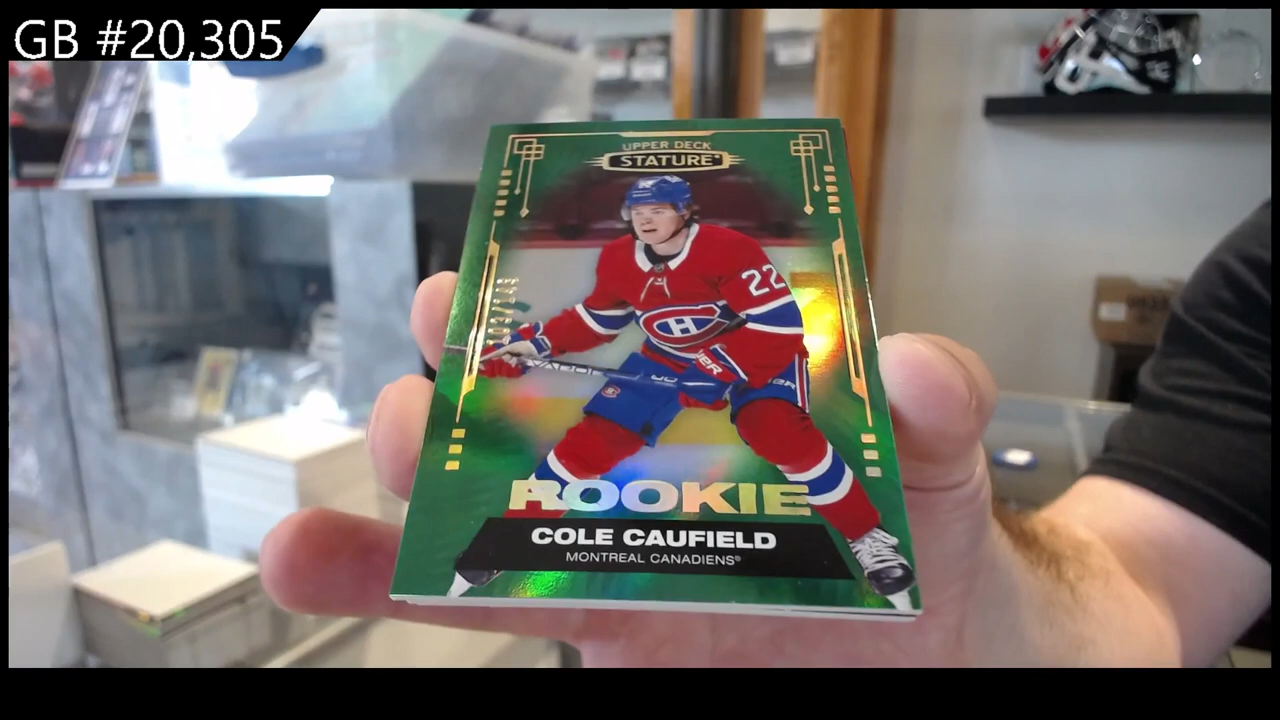 GB #20,305
UPPER DECK
STATURE
22
ROOKIE
COLE CAUFIELD
MONTREAL CANADIENS®